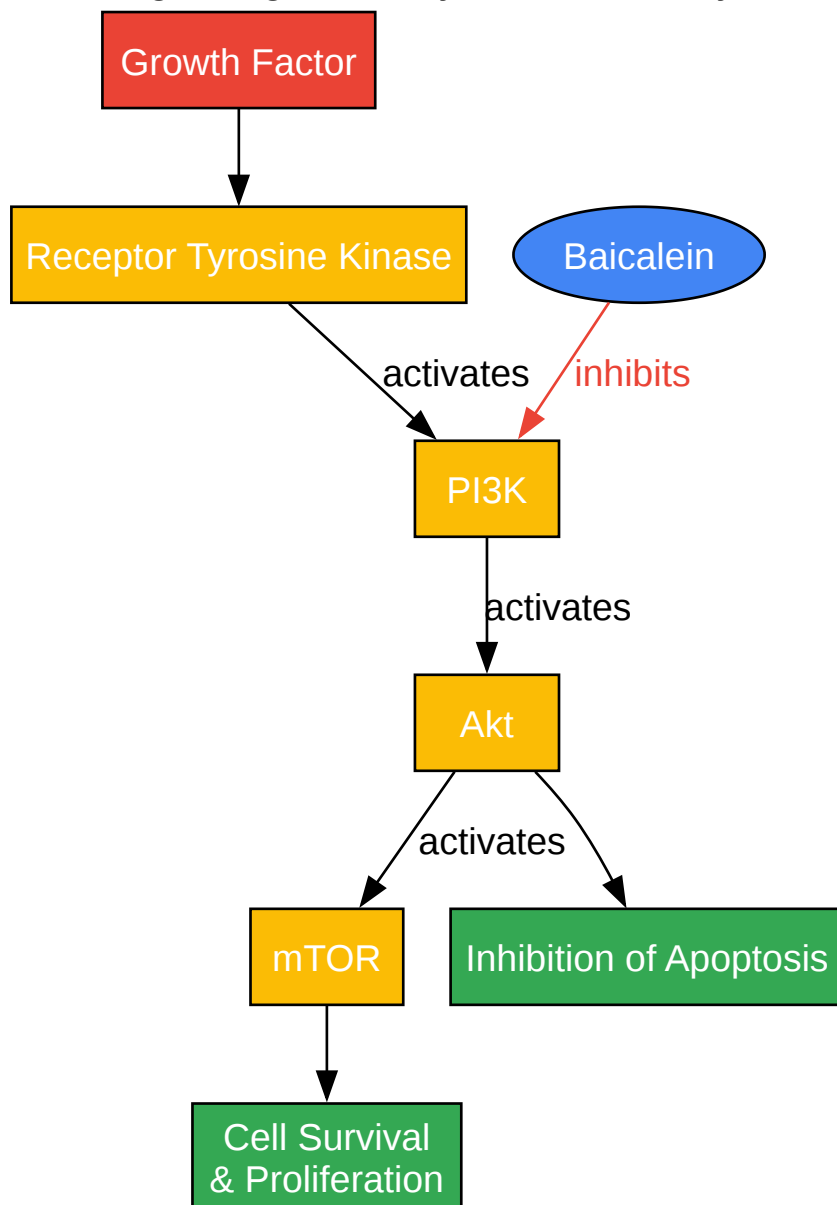 Growth Factor
Receptor Tyrosine Kinase
Baicalein
activates
inhibits
PI3K
activates
Akt
activates
mTOR
Inhibition of Apoptosis
Cell Survival
& Proliferation